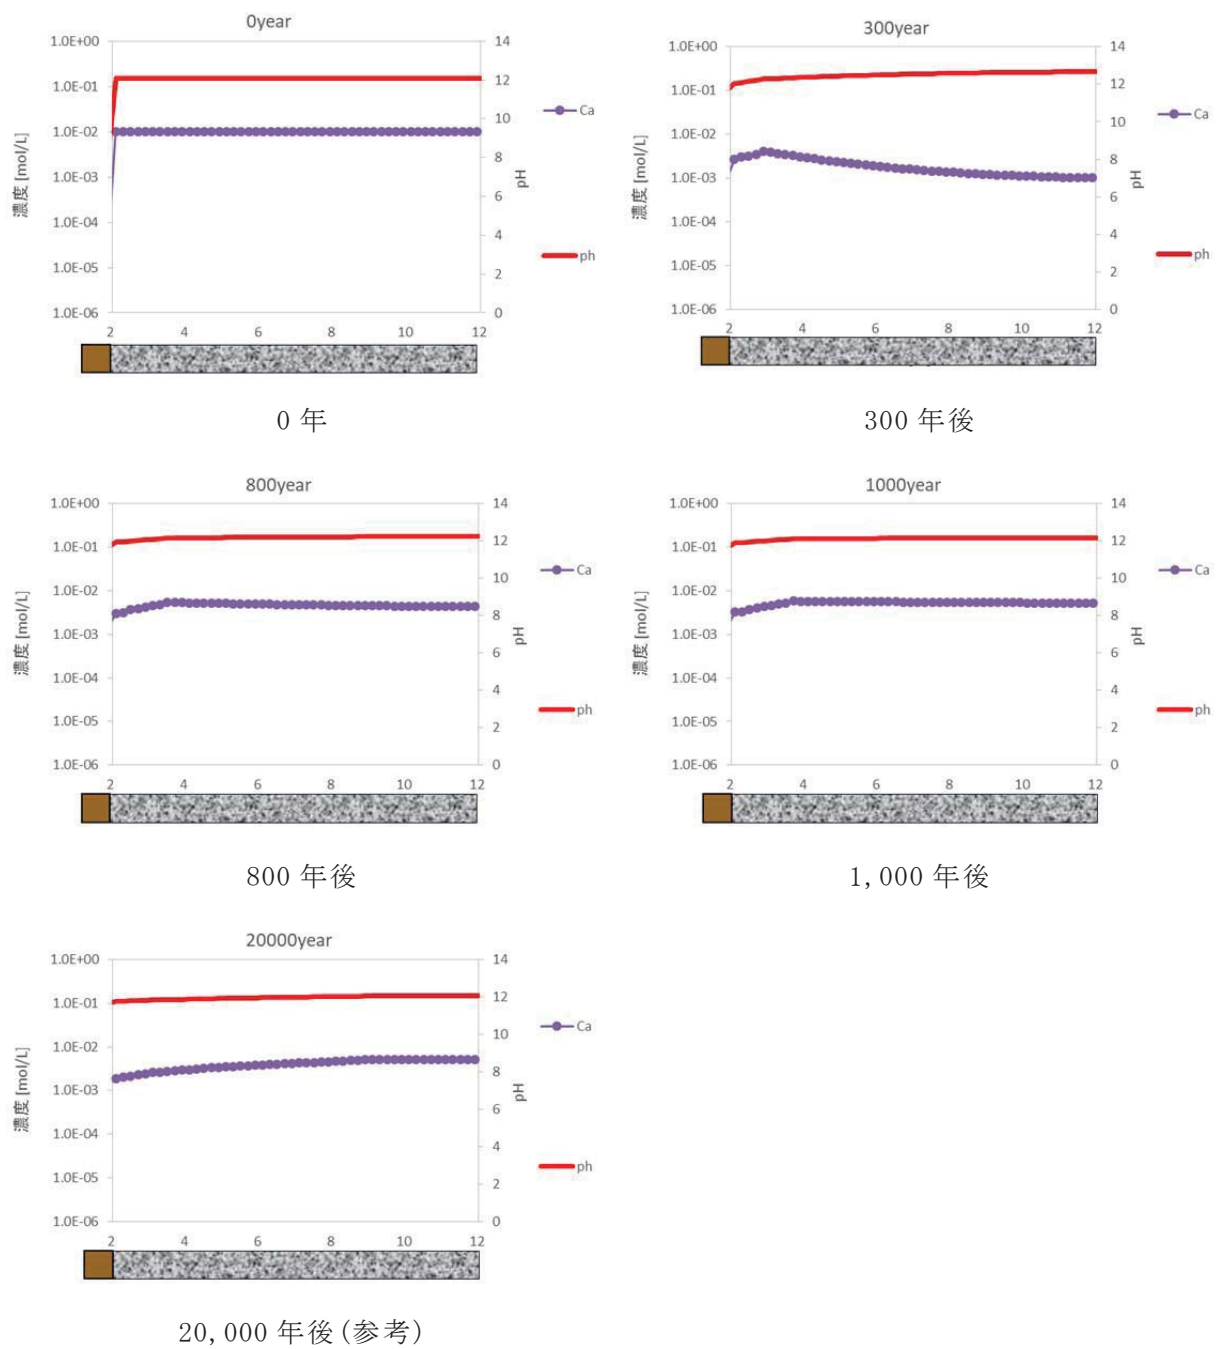 0year
1.0E+00
1.0E-01
1.0E-02
1.0E-03
1.0E-04
1.0E-05
1.0E-06
濃度 [mol/L]
14
12
10
8
6
4
2
0
pH
Ca
ph
2 4 6 8 10 12
0 年
300year
1.0E+00
1.0E-01
1.0E-02
1.0E-03
1.0E-04
1.0E-05
1.0E-06
濃度 [mol/L]
14
12
10
8
6
4
2
0
pH
Ca
ph
2 4 6 8 10 12
300 年後
800year
1.0E+00
1.0E-01
1.0E-02
1.0E-03
1.0E-04
1.0E-05
1.0E-06
濃度 [mol/L]
14
12
10
8
6
4
2
0
pH
Ca
ph
2 4 6 8 10 12
800 年後
1000year
1.0E+00
1.0E-01
1.0E-02
1.0E-03
1.0E-04
1.0E-05
1.0E-06
濃度 [mol/L]
14
12
10
8
6
4
2
0
pH
Ca
ph
2 4 6 8 10 12
1,000 年後
20000year
1.0E+00
1.0E-01
1.0E-02
1.0E-03
1.0E-04
1.0E-05
1.0E-06
濃度 [mol/L]
14
12
10
8
6
4
2
0
pH
Ca
ph
2 4 6 8 10 12
20,000 年後(参考)